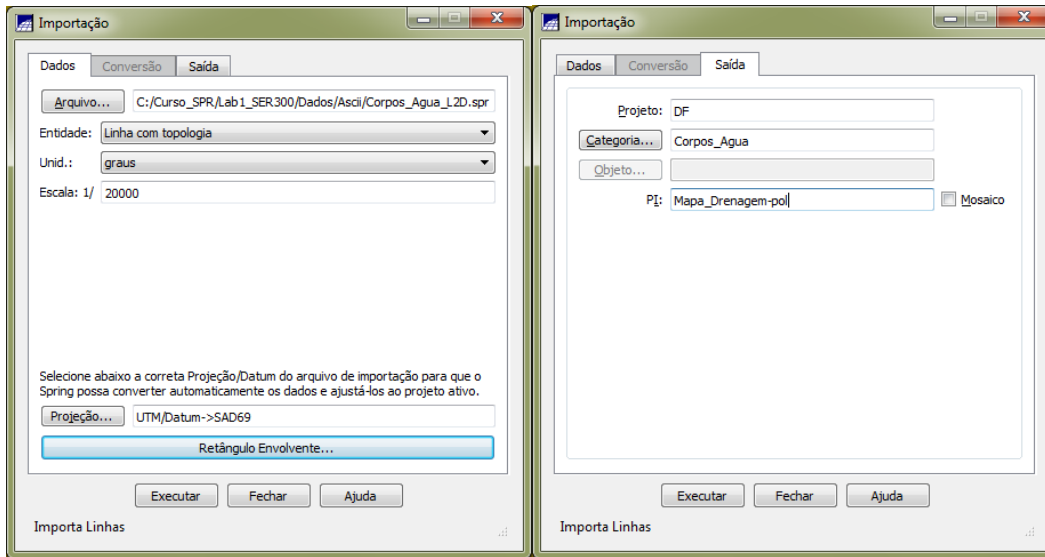 Importação
Dados Conversão Saída
Arquivo... C:/Curso_SPR/Lab1_SER300/Dados/Ascii/Corpos_Agua_L2D.spr
Entidade: Linha com topologia
Unid.: graus
Escala: 1/ 20000
Selecione abaixo a correta Projeção/Datum do arquivo de importação para que o
Spring possa converter automaticamente os dados e ajustá-los ao projeto ativo.
Projeção... UTM/Datum->SAD69
Retângulo Envolvente...
Executar Fechar Ajuda
Importa Linhas
Importação
Dados Conversão Saída
Projeto: DF
Categoria... Corpos_Agua
Objeto...
PI: Mapa_Drenagem-pol Mosaico
Executar Fechar Ajuda
Importa Linhas